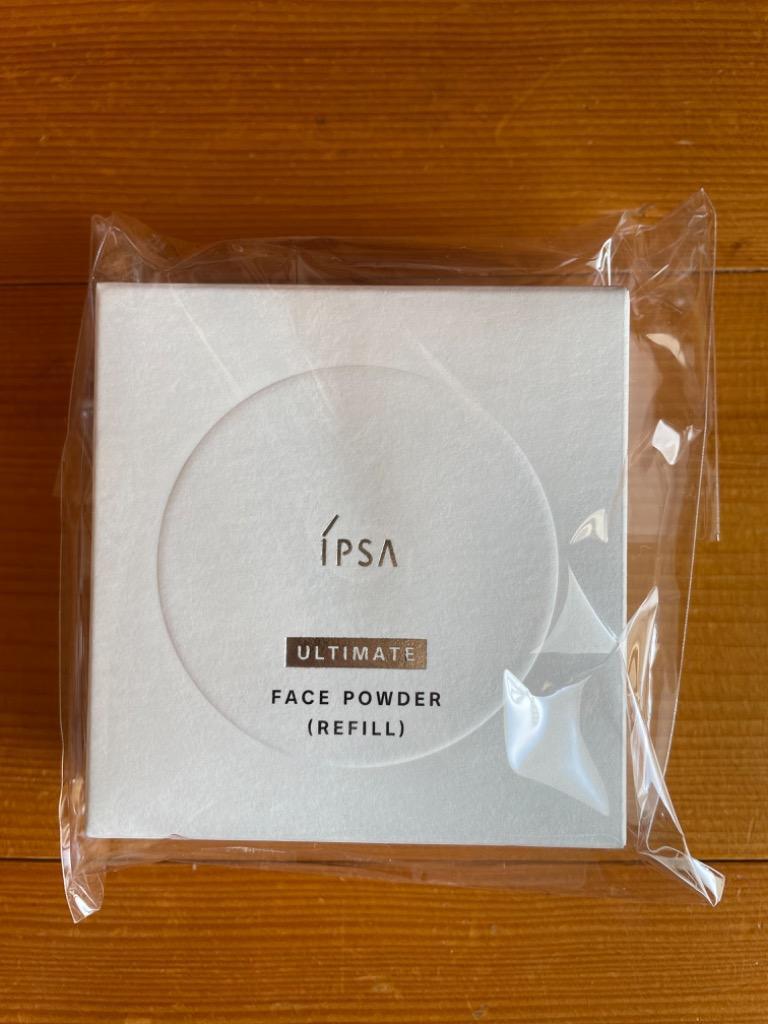 ÍPSA
ULTIMATE
FACE POWDER
(REFILL)